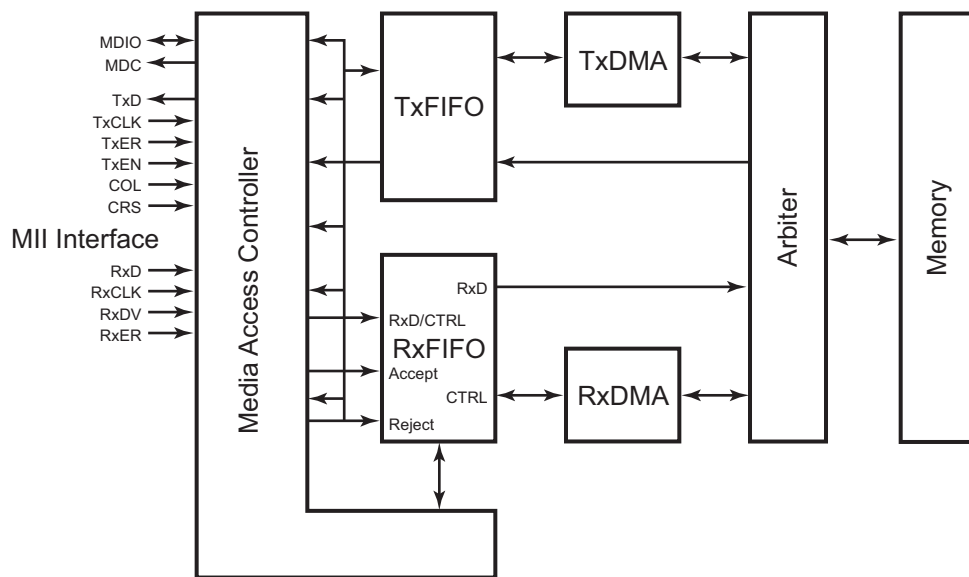 MDIO
MDC
TxD
TxCLK
TxER
TxEN
COL
CRS
MII Interface
RxD
RxCLK
RxDV
RxER
Media Access Controller
TxFIFO
TxDMA
RxD
RxD/CTRL
RxFIFO
Accept
CTRL
Reject
RxDMA
Arbiter
Memory